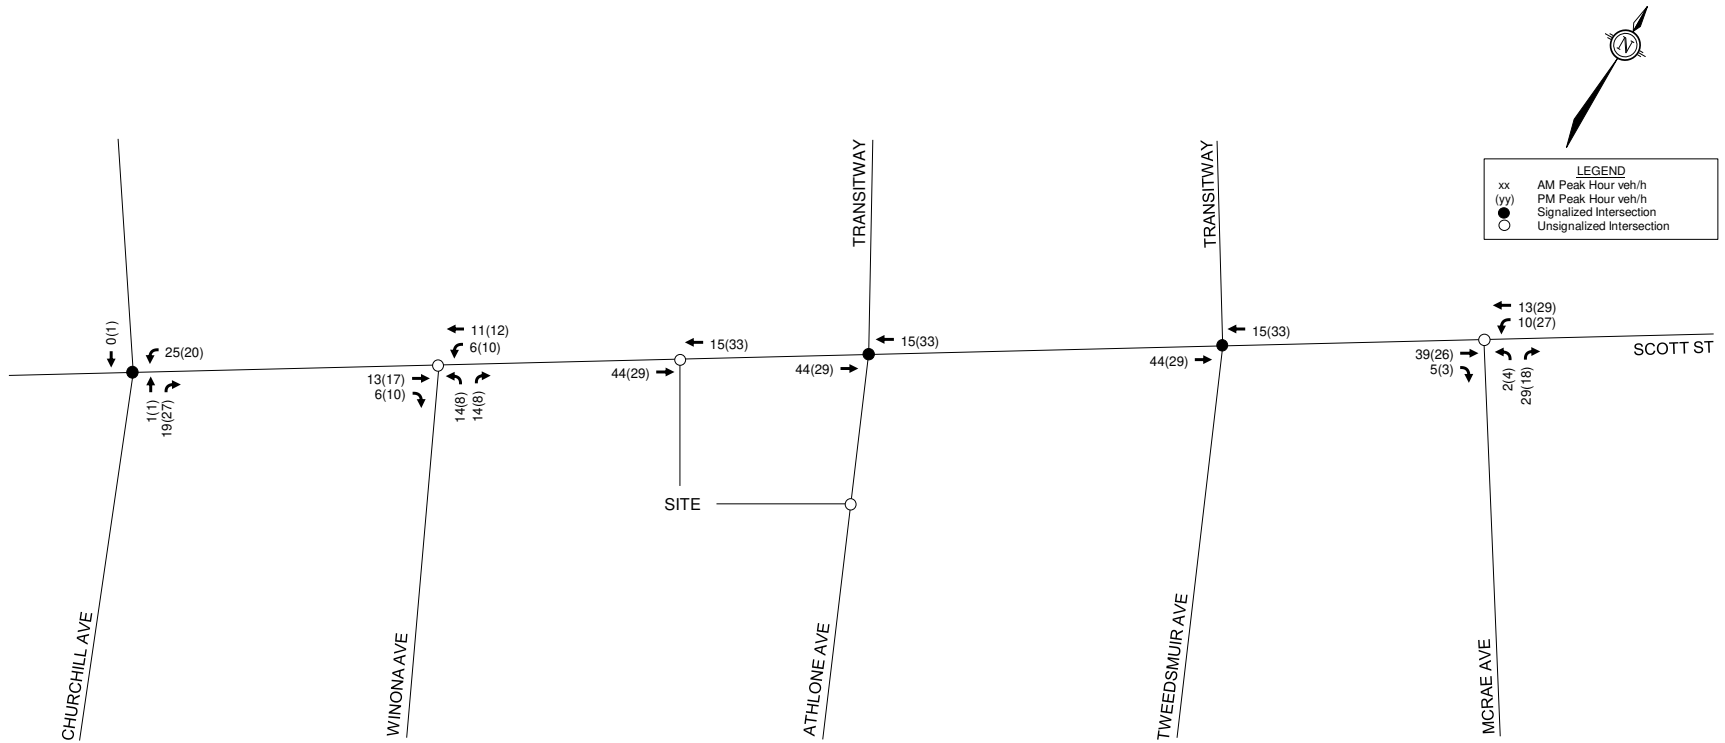 N
TRANSITWAY
TRANSITWAY
LEGEND
xx AM Peak Hour veh/h
(yy) PM Peak Hour veh/h
Signalized Intersection
Unsignalized Intersection
0(1)
25(20)
1(1)
19(27)
11(12)
6(10)
13(17)
6(10)
14(8)
14(8)
15(33)
44(29)
15(33)
44(29)
15(33)
44(29)
13(29)
10(27)
39(26)
5(3)
2(4)
29(18)
SCOTT ST
SITE
CHURCHILL AVE
WINONA AVE
ATHLONE AVE
TWEEDSMUIR AVE
MCRAE AVE